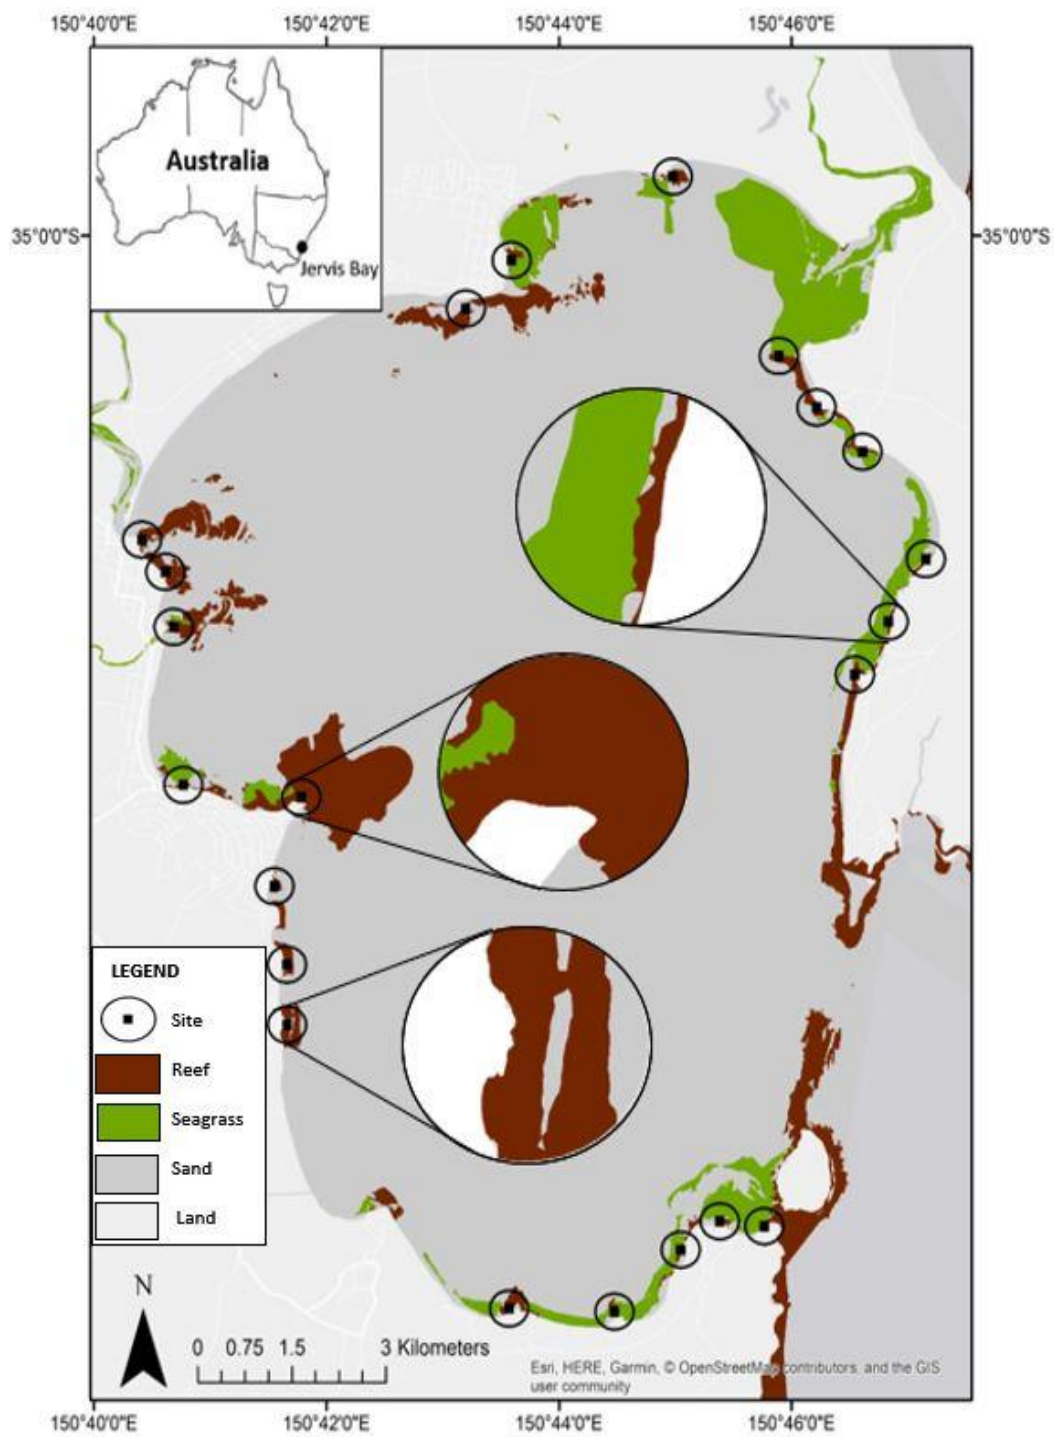 150°40'0"E 150°42'0"E 150°44'0"E 150°46'0"E
Australia
Jervis Bay
35°0'0"S 35°0'0"S
LEGEND
Site
Reef
Seagrass
Sand
Land
N
0 0.75 1.5 3 Kilometers
Esri, HERE, Garmin, © OpenStreetMap contributors, and the GIS
user community
150°40'0"E 150°42'0"E 150°44'0"E 150°46'0"E